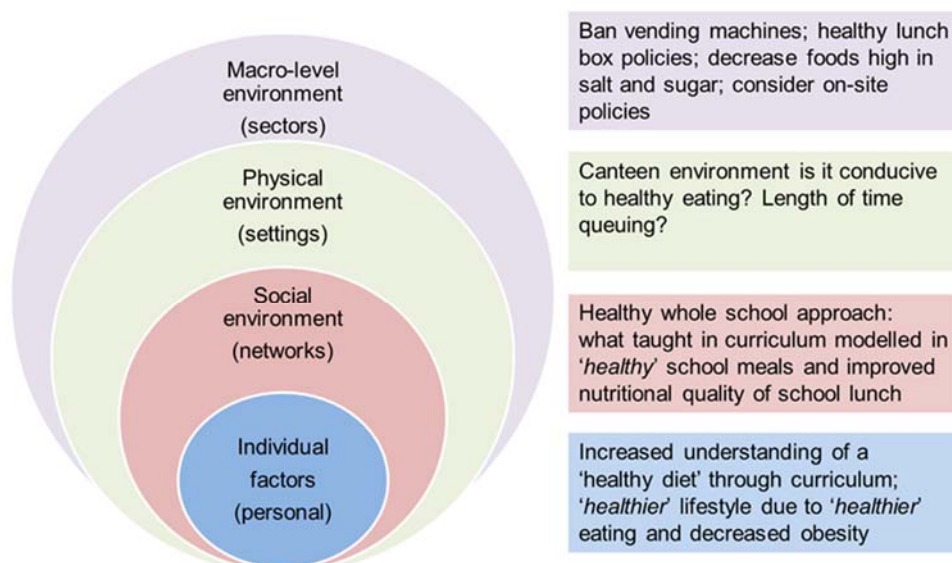 Macro-level
environment
(sectors)
Physical
environment
(settings)
Social
environment
(networks)
Individual
factors
(personal)
Ban vending machines; healthy lunch
box policies; decrease foods high in
salt and sugar; consider on-site
policies
Canteen environment is it conducive
to healthy eating? Length of time
queuing?
Healthy whole school approach:
what taught in curriculum modelled in
‘healthy’ school meals and improved
nutritional quality of school lunch
Increased understanding of a
‘healthy diet’ through curriculum;
‘healthier’ lifestyle due to ‘healthier’
eating and decreased obesity